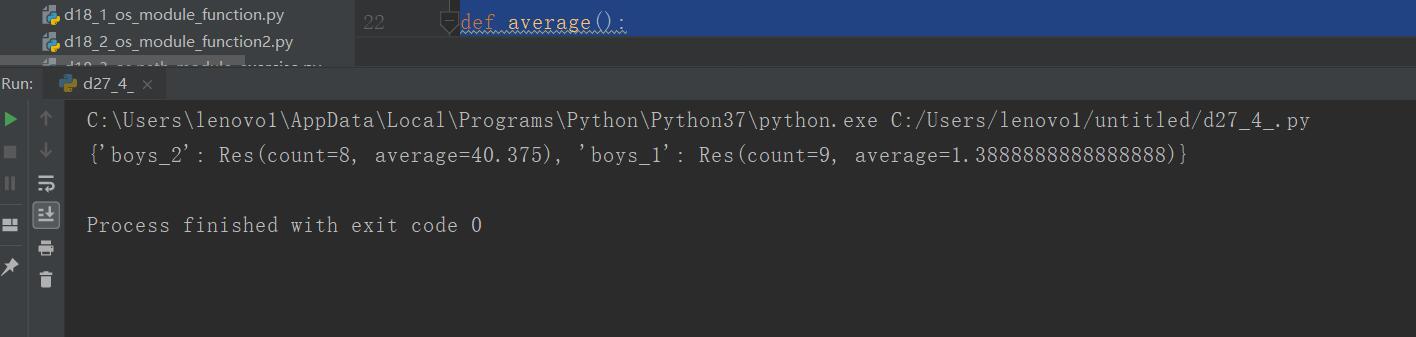 d18_1_os_module_function.py
d18_2_os_module_function2.py
22 def average():
Run: d27_4_
C:\Users\lenovo1\AppData\Local\Programs\Python\Python37\python.exe C:/Users/lenovo1/untitled/d27_4_.py
{'boys_2': Res(count=8, average=40.375), 'boys_1': Res(count=9, average=1.3888888888888888)}
Process finished with exit code 0